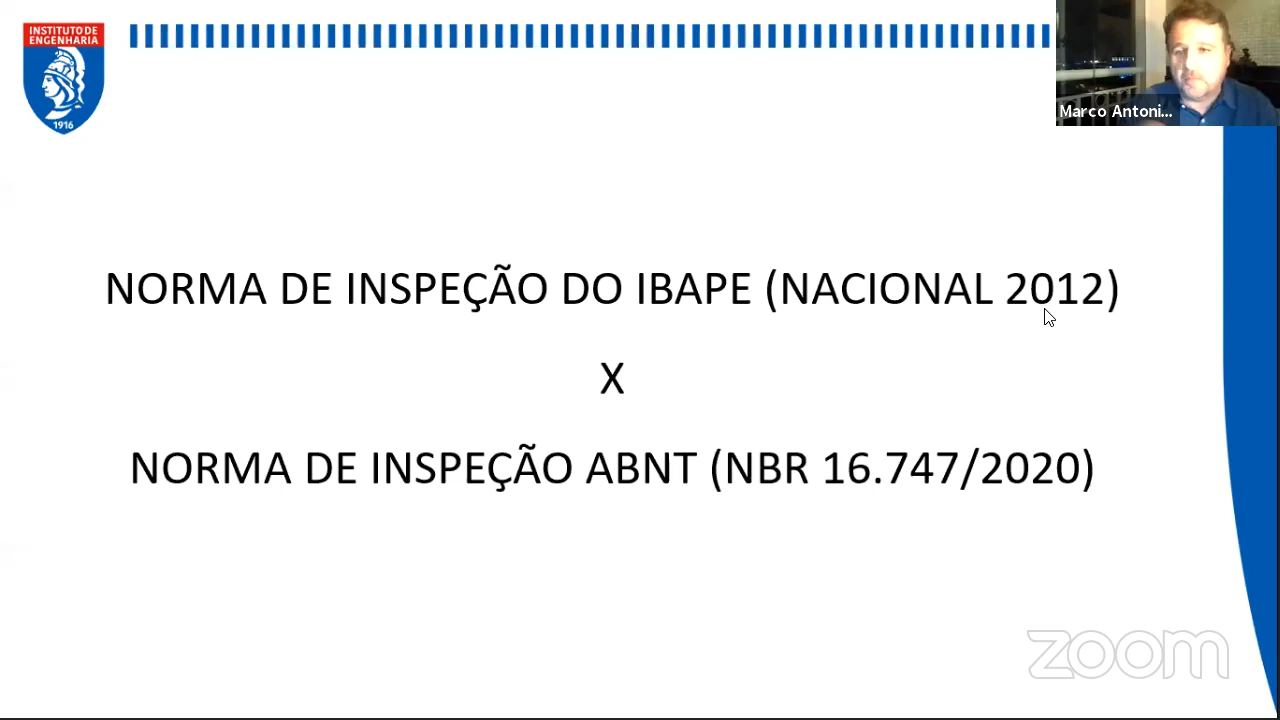 INSTITUTO DE
ENGENHARIA
1916
Marco Antoni...
NORMA DE INSPEÇÃO DO IBAPE (NACIONAL 2012)
X
NORMA DE INSPEÇÃO ABNT (NBR 16.747/2020)
zoom